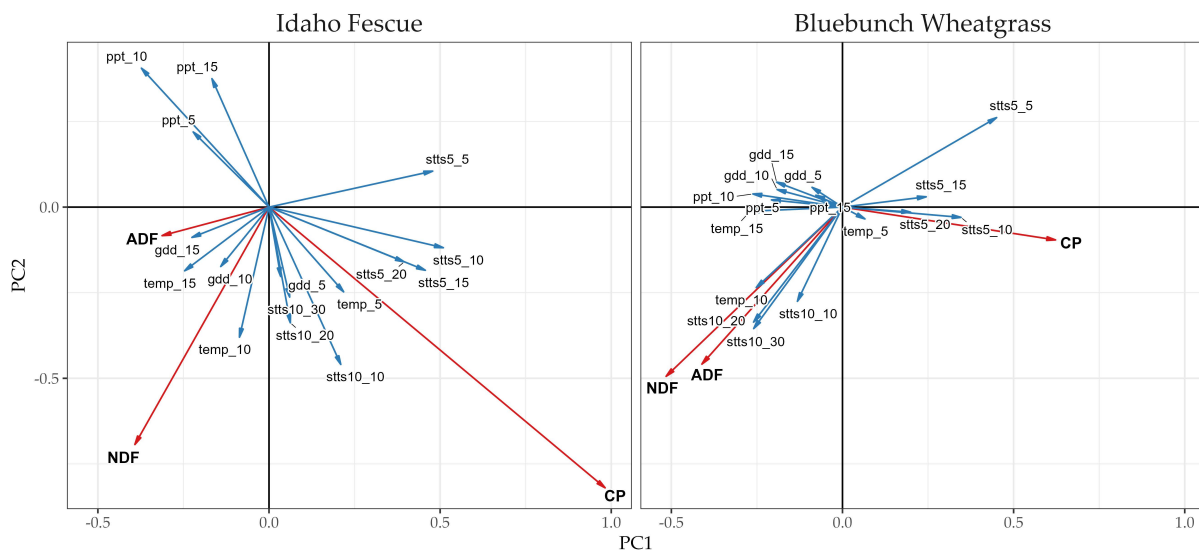 Idaho Fescue
ppt_10
ppt_15
ppt_5
stts5_5
ADF
gdd_15
temp_15
gdd_10
stts5_10
stts5_20
stts5_15
gdd_5
temp_5
stts10_30
stts10_20
temp_10
stts10_10
NDF
CP
0.0
-0.5
PC2
-0.5
0.0
0.5
1.0
Bluebunch Wheatgrass
stts5_5
gdd_15
gdd_10
gdd_5
ppt_10
stts5_15
ppt_5
ppt_15
temp_15
temp_5
stts5_20
stts5_10
CP
temp_10
stts10_10
stts10_20
stts10_30
ADF
NDF
-0.5
0.0
0.5
1.0
PC1